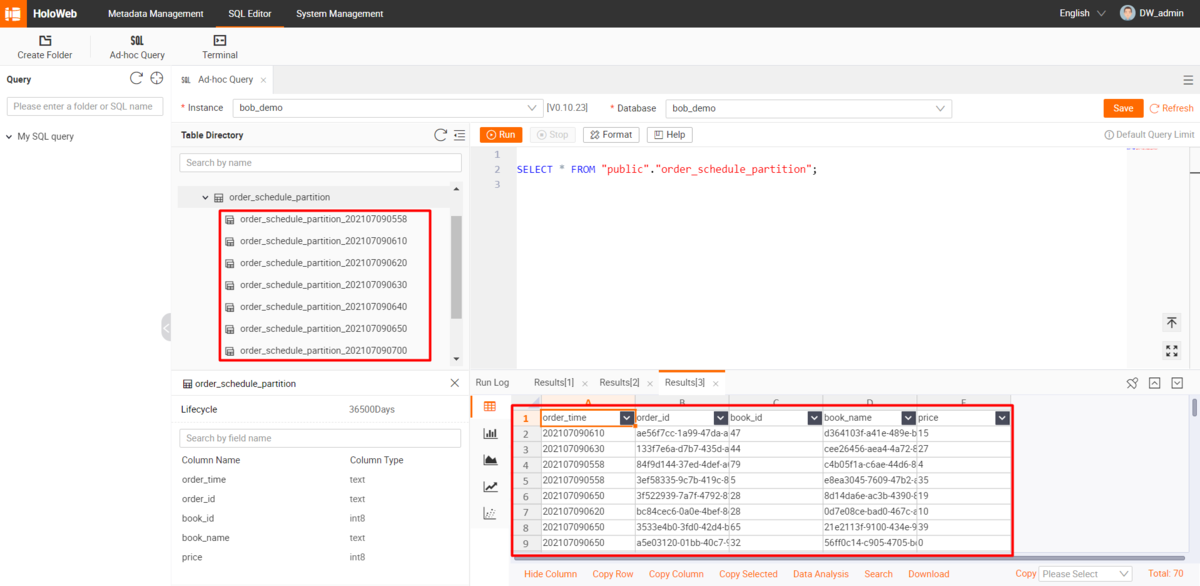 HoloWeb Metadata Management SQL Editor System Management English DW_admin
Create Folder SQL Ad-hoc Query Terminal
Query SQL Ad-hoc Query
Please enter a folder or SQL name * Instance bob_demo [V0.10.23] * Database bob_demo Save Refresh
My SQL query Table Directory Run Stop Format Help Default Query Limit
Search by name
1
2 SELECT * FROM "public"."order_schedule_partition";
3
order_schedule_partition
order_schedule_partition_202107090558
order_schedule_partition_202107090610
order_schedule_partition_202107090620
order_schedule_partition_202107090630
order_schedule_partition_202107090640
order_schedule_partition_202107090650
order_schedule_partition_202107090700
order_schedule_partition
Lifecycle 36500Days
Search by field name
Column Name Column Type
order_time text
order_id text
book_id int8
book_name text
price int8
Run Log Results[1] Results[2] Results[3]
A B C D E
1 order_time order_id book_id book_name price
2 202107090610 ae56f7cc-1a99-47da-a 47 d364103f-a41e-489e-b 15
3 202107090630 133f7e6a-d7b7-435d-a 44 cee26456-aea4-4a72-8 27
4 202107090558 84f9d144-37ed-4def-a 79 c4b05f1a-c6ae-44d6-8 4
5 202107090558 3ef58335-9c7b-419c-8 5 e8ea3045-7609-47b2-a 35
6 202107090650 3f522939-7a7f-4792-8 28 8d14da6e-ac3b-4390-8 19
7 202107090620 bc84cec6-0a0e-4bef-8 28 0d7e08ce-bad0-467c-a 10
8 202107090650 3533e4b0-3fd0-42d4-b 65 21e2113f-9100-434e-9 39
9 202107090650 a5e03120-01bb-40c7-9 32 56ff0c14-c905-4705-b 0
Hide Column Copy Row Copy Column Copy Selected Data Analysis Search Download Copy Please Select Total: 70